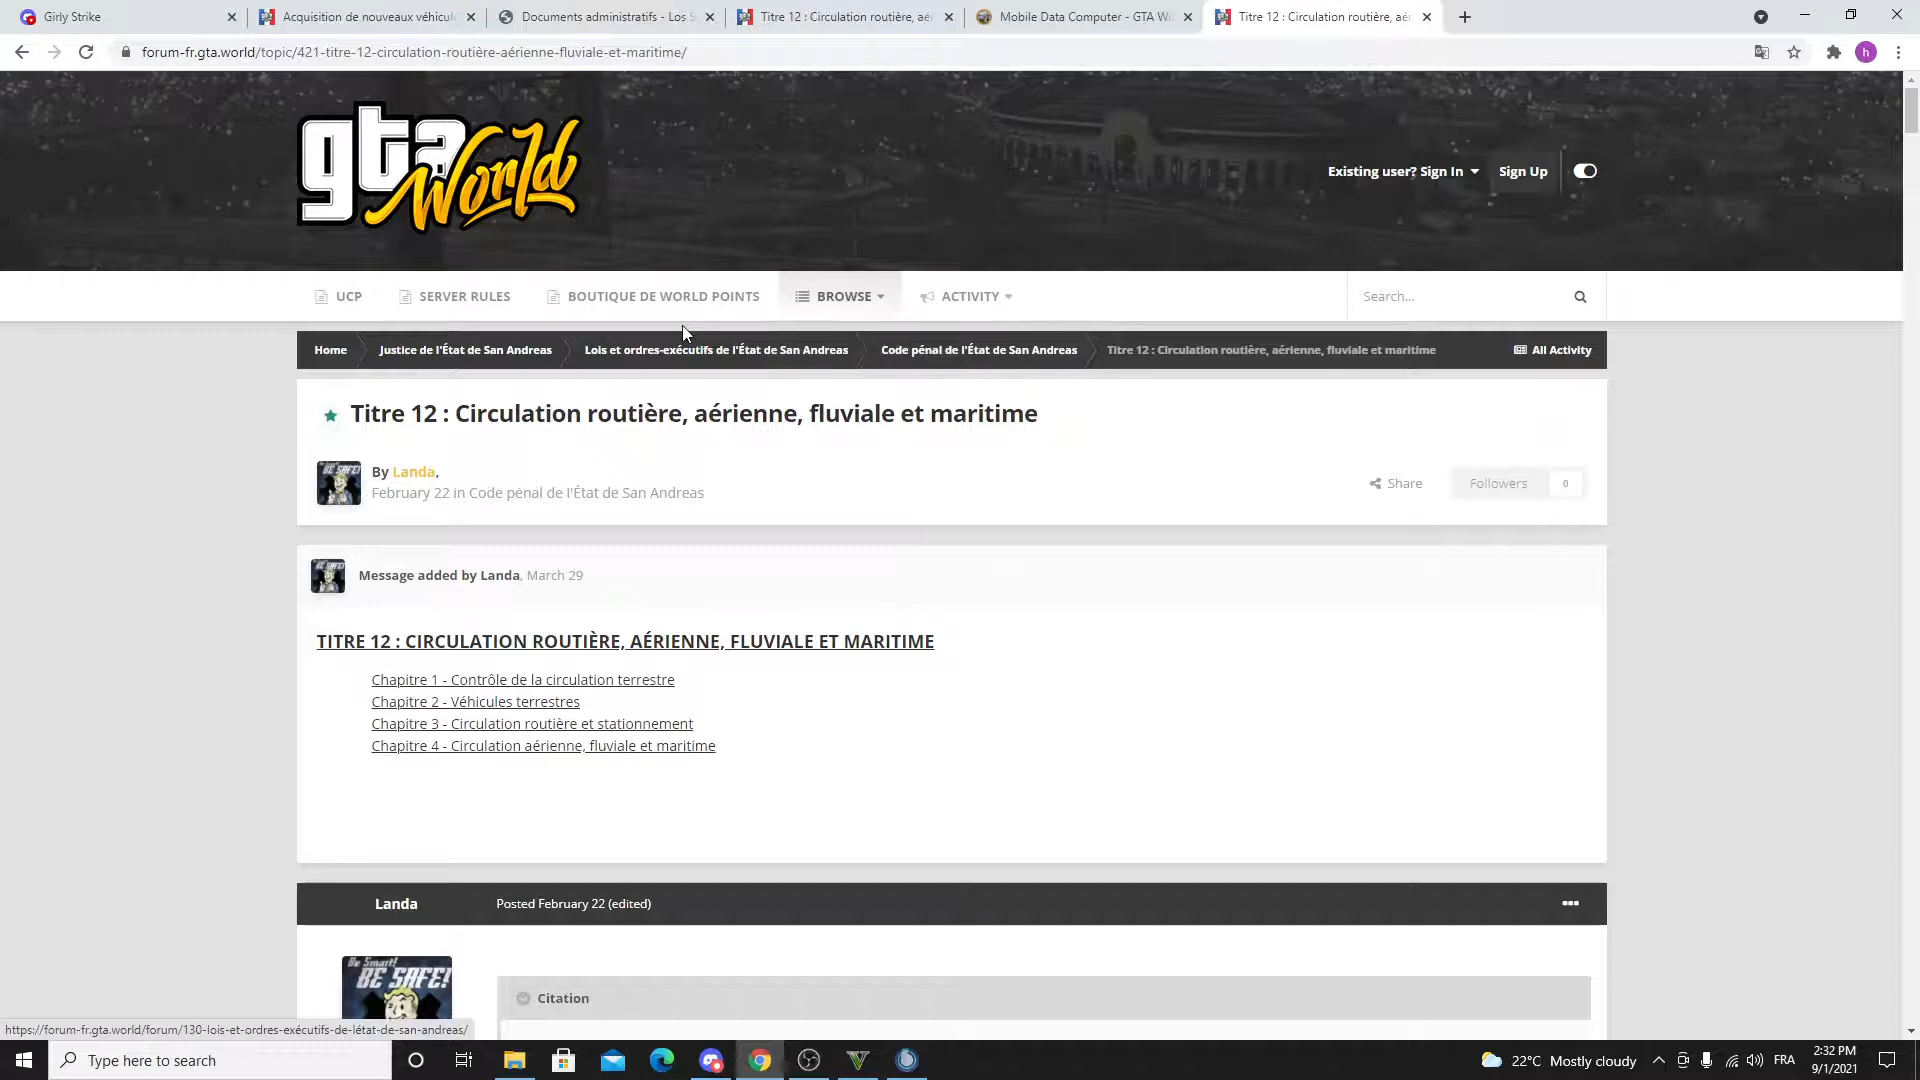 Girly Strike
Acquisition de nouveaux véhicul
Documents administratifs - Los S
Titre 12 : Circulation routière, aé
Mobile Data Computer - GTA W
Titre 12 : Circulation routière, aé
forum-fr.gta.world/topic/421-titre-12-circulation-routière-aérienne-fluviale-et-maritime/
h
gta World
Existing user? Sign In
Sign Up
UCP
SERVER RULES
BOUTIQUE DE WORLD POINTS
BROWSE
ACTIVITY
Search...
Home
Justice de l'État de San Andreas
Lois et ordres-exécutifs de l'État de San Andreas
Code pénal de l'État de San Andreas
Titre 12 : Circulation routière, aérienne, fluviale et maritime
All Activity
Titre 12 : Circulation routière, aérienne, fluviale et maritime
By Landa,
February 22 in Code pénal de l'État de San Andreas
Share
Followers
0
BE SAFE!
Message added by Landa, March 29
TITRE 12 : CIRCULATION ROUTIÈRE, AÉRIENNE, FLUVIALE ET MARITIME
Chapitre 1 - Contrôle de la circulation terrestre
Chapitre 2 - Véhicules terrestres
Chapitre 3 - Circulation routière et stationnement
Chapitre 4 - Circulation aérienne, fluviale et maritime
Landa
Posted February 22 (edited)
Be Smart!
BE SAFE!
Citation
https://forum-fr.gta.world/forum/130-lois-et-ordres-exécutifs-de-létat-de-san-andreas/
Type here to search
22°C Mostly cloudy
FRA
2:32 PM
9/1/2021